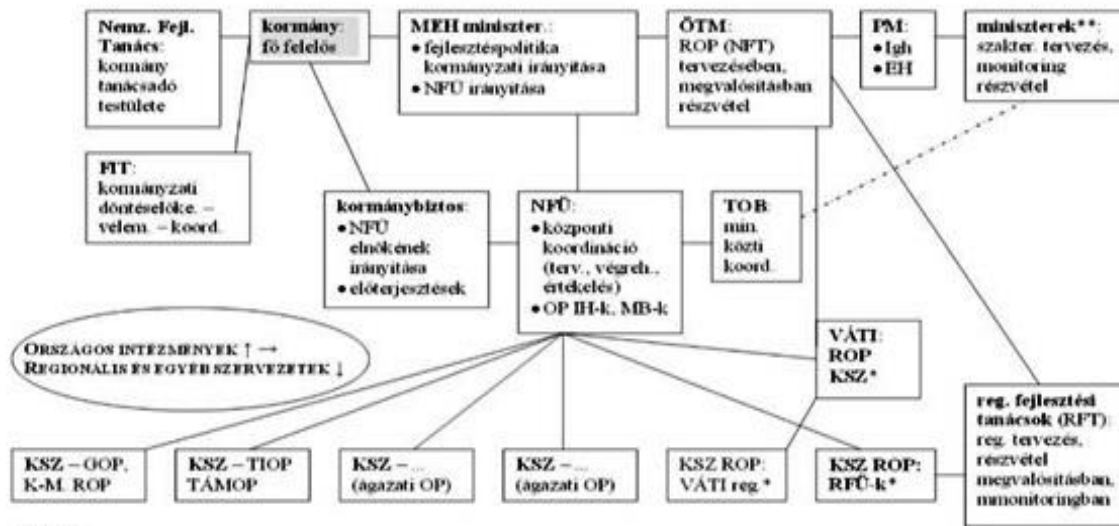 Nemz. Fejl.
Tanács:
kormány
tanácsadó
testülete
kormány:
fő felelős
MEH miniszter.:
• fejlesztéspolitika
kormányzati irányítása
• NFÜ irányítása
ÖTM:
ROP (NFT)
tervezésében,
megvalósításban
részvétel
PM:
• Igh
• EH
miniszterek**:
szakter. tervezés,
monitoring
részvétel
FIT:
kormányzati
döntéselőke. –
velem. – koord.
kormánybiztos:
• NFÜ
elnökének
irányítása
• előterjesztések
NFÜ:
• központi
koordináció
(terv., végreh.,
értékelés)
• OP IH-k, MB-k
TOB:
min.
közti
koord.
ORSZÁGOS INTÉZMÉNYEK ↑ →
REGIONÁLIS ÉS EGYÉB SZERVEZETEK ↓
VÁTI:
ROP
KSZ*
reg. fejlesztési
tanácsok (RFT):
reg. tervezés,
részvétel
megvalósításban,
mmonitoringban
KSZ – GOP,
K-M. ROP
KSZ – TIOP
TÁMOP
KSZ – ...
(ágazati OP)
KSZ – ...
(ágazati OP)
KSZ ROP:
VÁTI reg.*
KSZ ROP:
RFÜ-k*